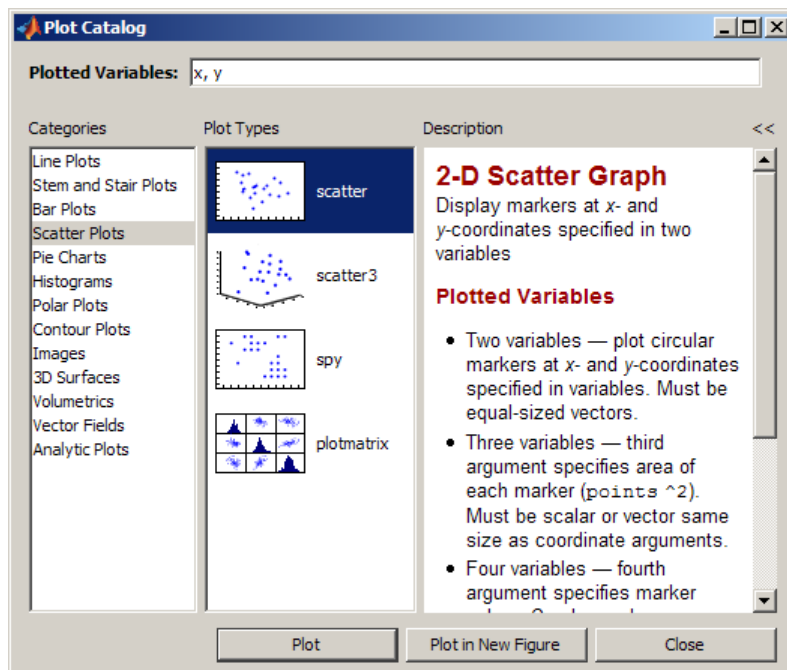 Plot Catalog
Plotted Variables: x, y
Categories
Line Plots
Stem and Stair Plots
Bar Plots
Scatter Plots
Pie Charts
Histograms
Polar Plots
Contour Plots
Images
3D Surfaces
Volumetrics
Vector Fields
Analytic Plots
Plot Types
scatter
scatter3
spy
plotmatrix
Description <<
2-D Scatter Graph
Display markers at x- and
y-coordinates specified in two
variables
Plotted Variables
• Two variables — plot circular
markers at x- and y-coordinates
specified in variables. Must be
equal-sized vectors.
• Three variables — third
argument specifies area of
each marker (points ^2).
Must be scalar or vector same
size as coordinate arguments.
• Four variables — fourth
argument specifies marker
Plot
Plot in New Figure
Close